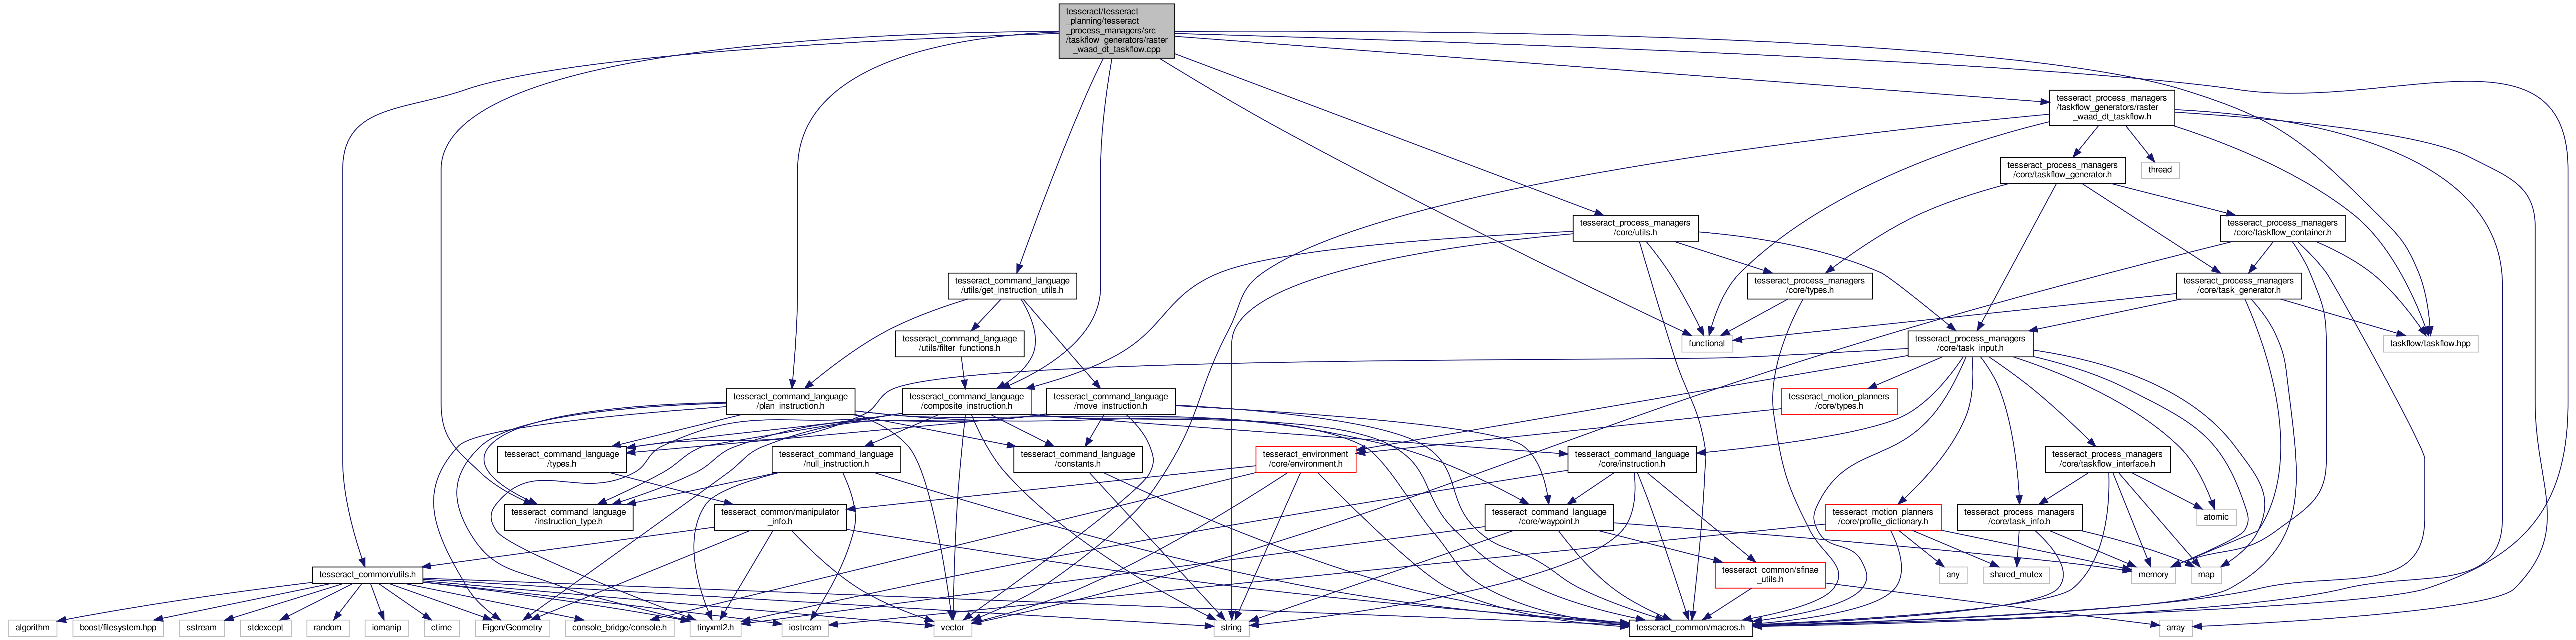 tesseract/tesseract
_planning/tesseract
_process_managers/src
/taskflow_generators/raster
_waad_dt_taskflow.cpp
tesseract_process_managers
/taskflow_generators/raster
_waad_dt_taskflow.h
tesseract_process_managers
/core/taskflow_generator.h
thread
tesseract_process_managers
/core/utils.h
tesseract_process_managers
/core/taskflow_container.h
tesseract_command_language
/utils/get_instruction_utils.h
tesseract_process_managers
/core/types.h
tesseract_process_managers
/core/task_generator.h
tesseract_command_language
/utils/filter_functions.h
functional
tesseract_process_managers
/core/task_input.h
taskflow/taskflow.hpp
tesseract_command_language
/plan_instruction.h
tesseract_command_language
/composite_instruction.h
tesseract_command_language
/move_instruction.h
tesseract_motion_planners
/core/types.h
tesseract_command_language
/types.h
tesseract_command_language
/null_instruction.h
tesseract_command_language
/constants.h
tesseract_environment
/core/environment.h
tesseract_command_language
/core/instruction.h
tesseract_process_managers
/core/taskflow_interface.h
tesseract_command_language
/instruction_type.h
tesseract_common/manipulator
_info.h
tesseract_command_language
/core/waypoint.h
tesseract_motion_planners
/core/profile_dictionary.h
tesseract_process_managers
/core/task_info.h
atomic
tesseract_common/utils.h
tesseract_common/sfinae
_utils.h
any
shared_mutex
memory
map
algorithm
boost/filesystem.hpp
sstream
stdexcept
random
iomanip
ctime
Eigen/Geometry
console_bridge/console.h
tinyxml2.h
iostream
vector
string
tesseract_common/macros.h
array